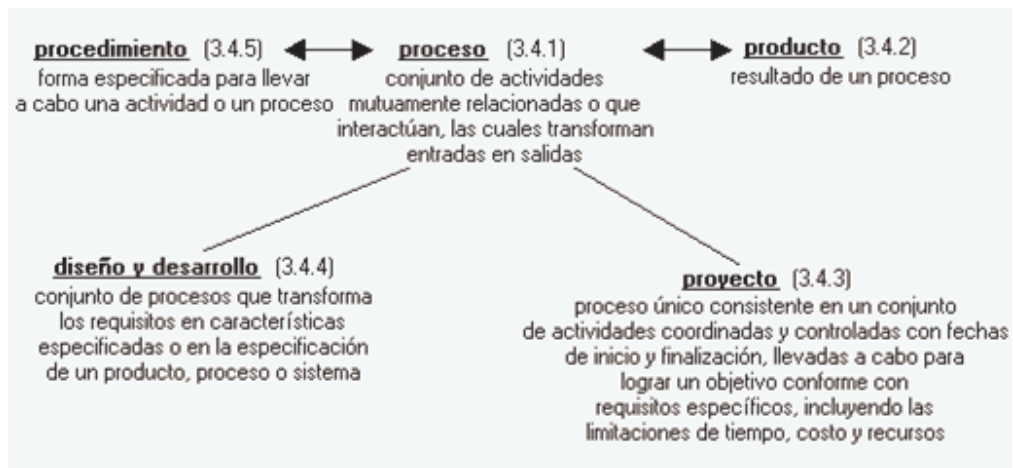 procedimiento (3.4.5)
forma especificada para llevar
a cabo una actividad o un proceso
proceso (3.4.1)
conjunto de actividades
mutuamente relacionadas o que
interactúan, las cuales transforman
entradas en salidas
producto (3.4.2)
resultado de un proceso
diseño y desarrollo (3.4.4)
conjunto de procesos que transforma
los requisitos en características
especificadas o en la especificación
de un producto, proceso o sistema
proyecto (3.4.3)
proceso único consistente en un conjunto
de actividades coordinadas y controladas con fechas
de inicio y finalización, llevadas a cabo para
lograr un objetivo conforme con
requisitos específicos, incluyendo las
limitaciones de tiempo, costo y recursos